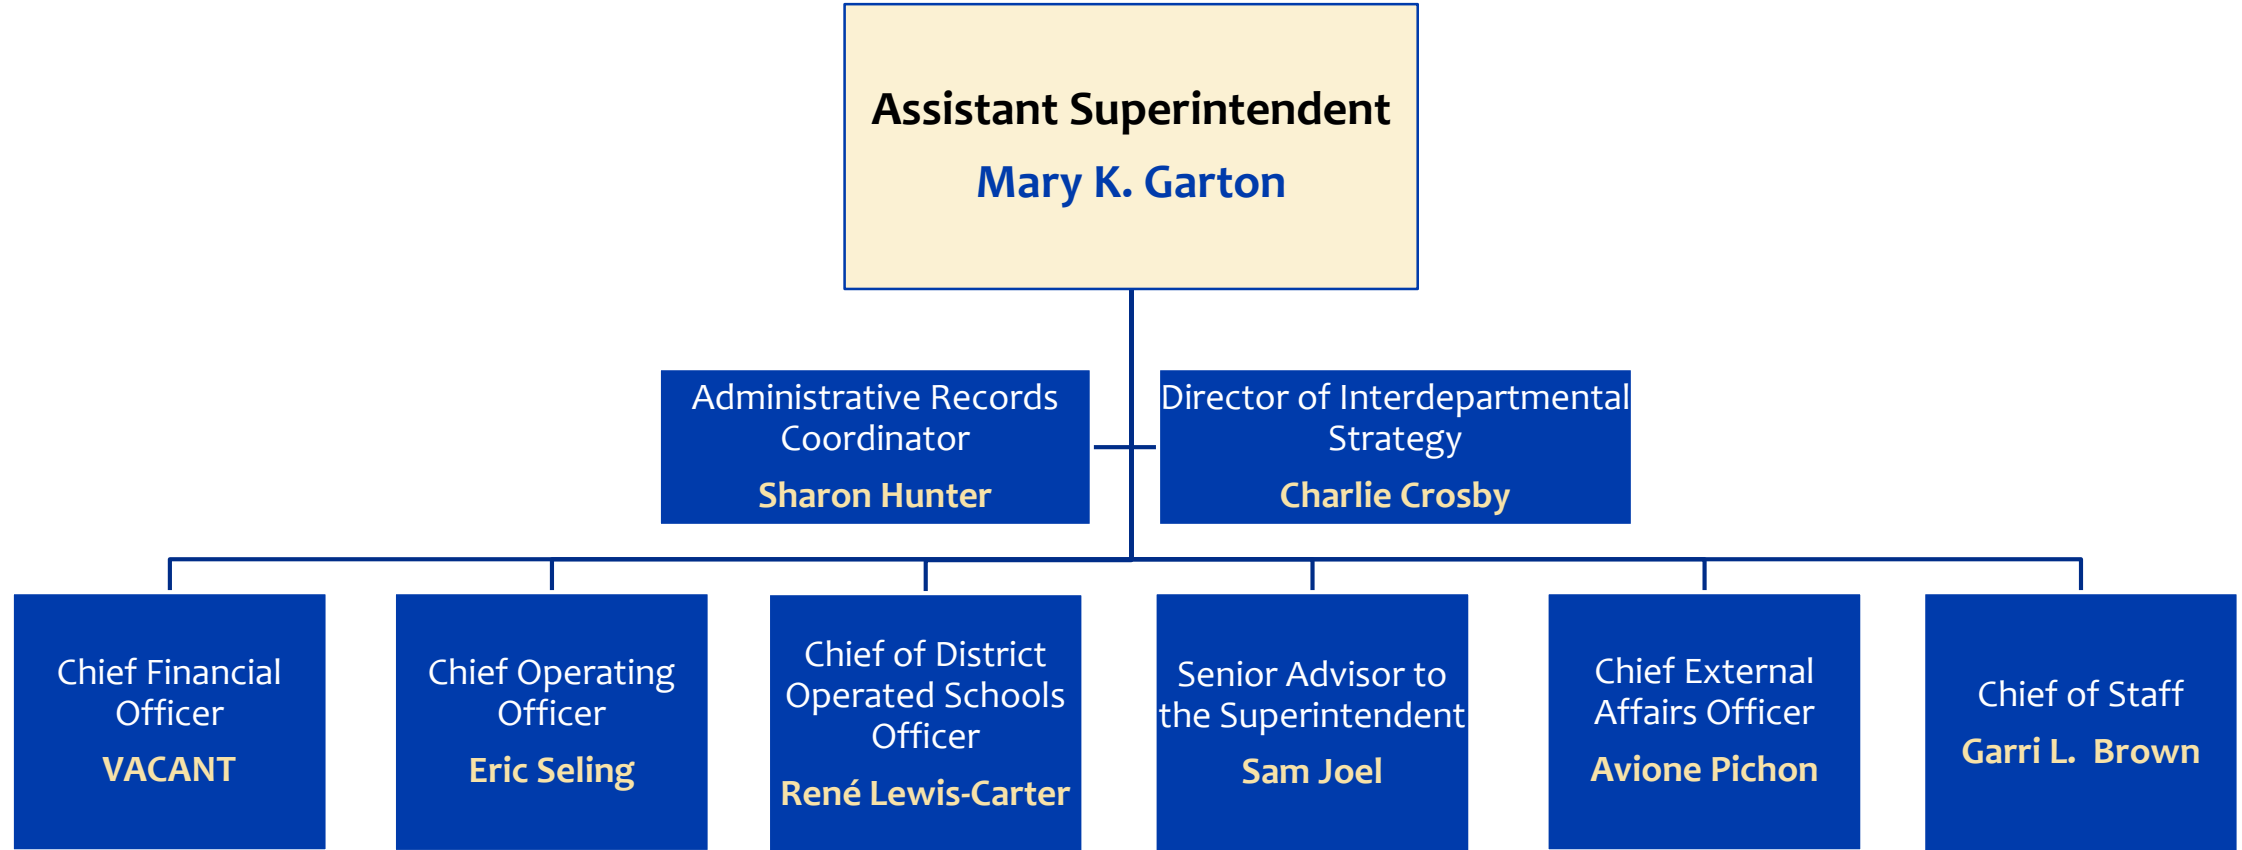 Assistant Superintendent
Mary K. Garton
Administrative Records
Coordinator
Sharon Hunter
Director of Interdepartmental
Strategy
Charlie Crosby
Chief Financial
Officer
VACANT
Chief Operating
Officer
Eric Seling
Chief of District
Operated Schools
Officer
René Lewis-Carter
Senior Advisor to
the Superintendent
Sam Joel
Chief External
Affairs Officer
Avione Pichon
Chief of Staff
Garri L. Brown